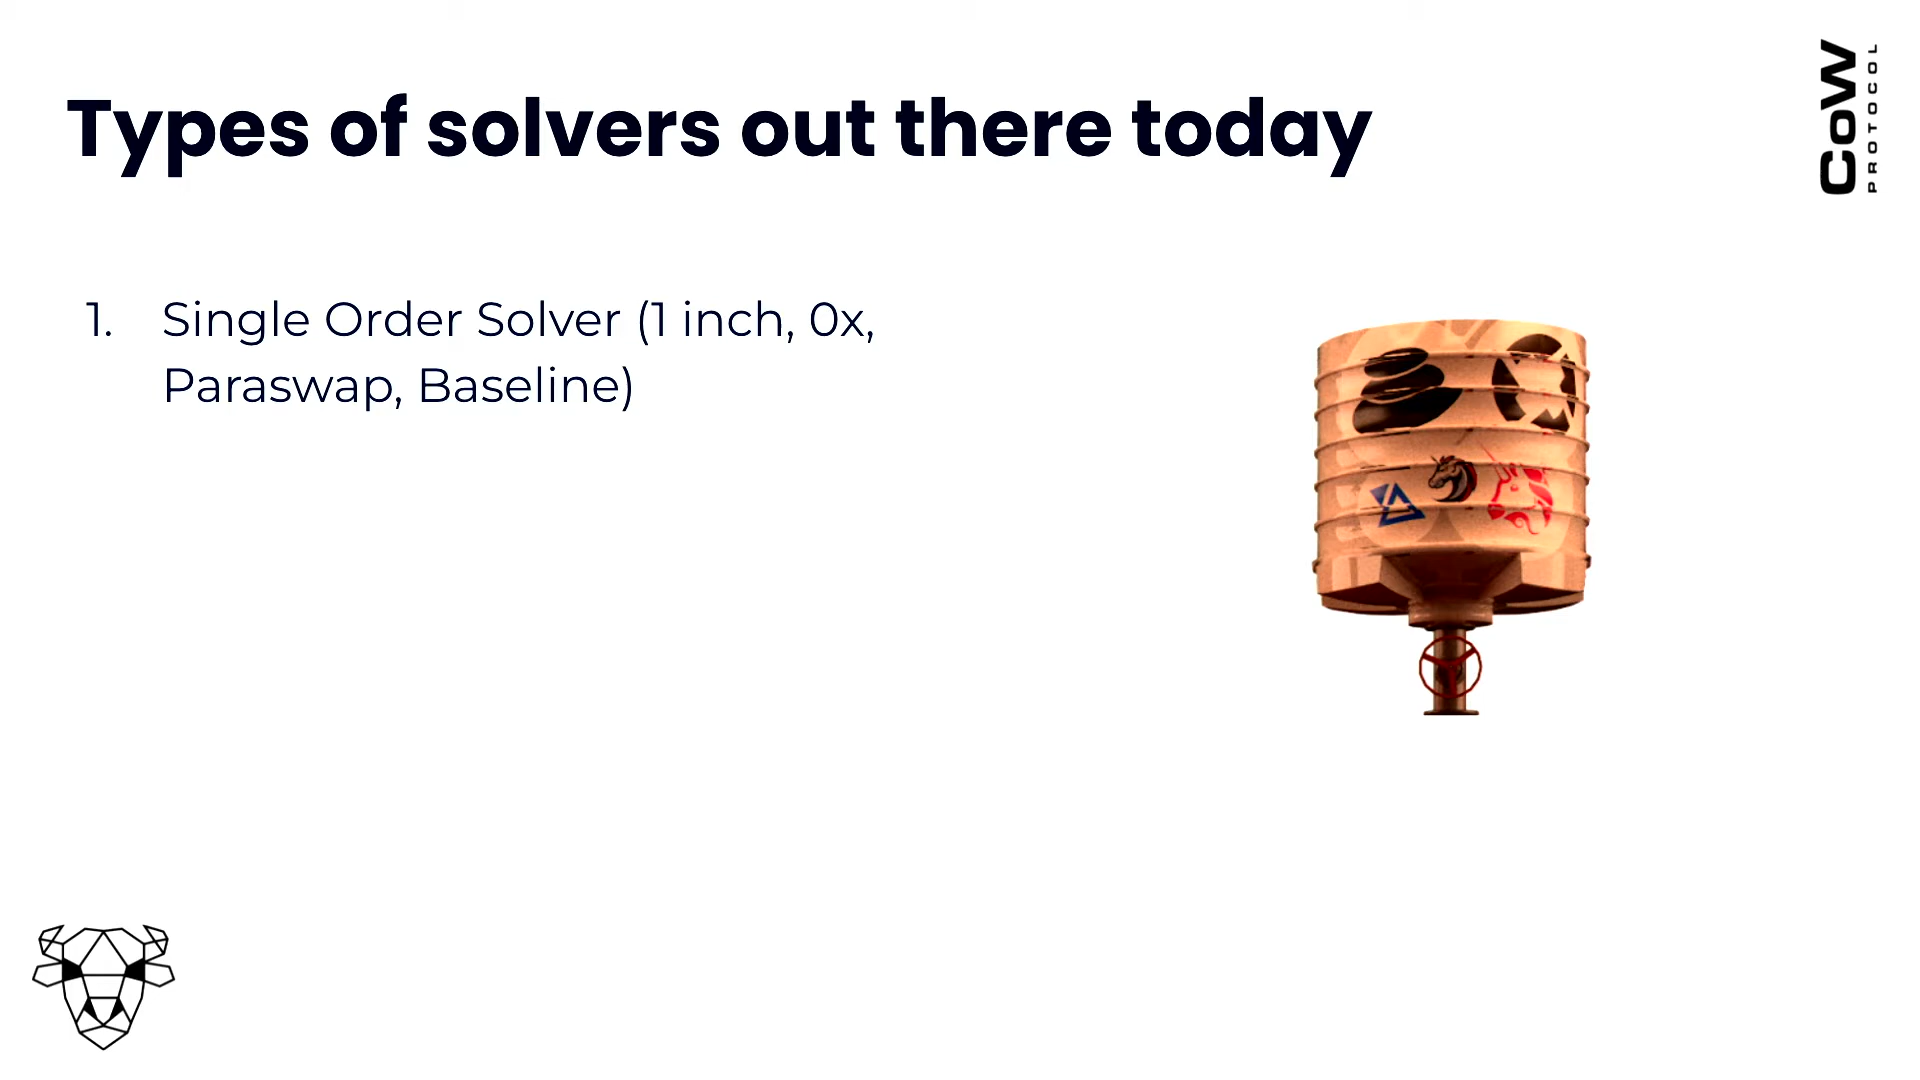 Types of solvers out there today
CoW
PROTOCOL
1. Single Order Solver (1 inch, 0x,
Paraswap, Baseline)